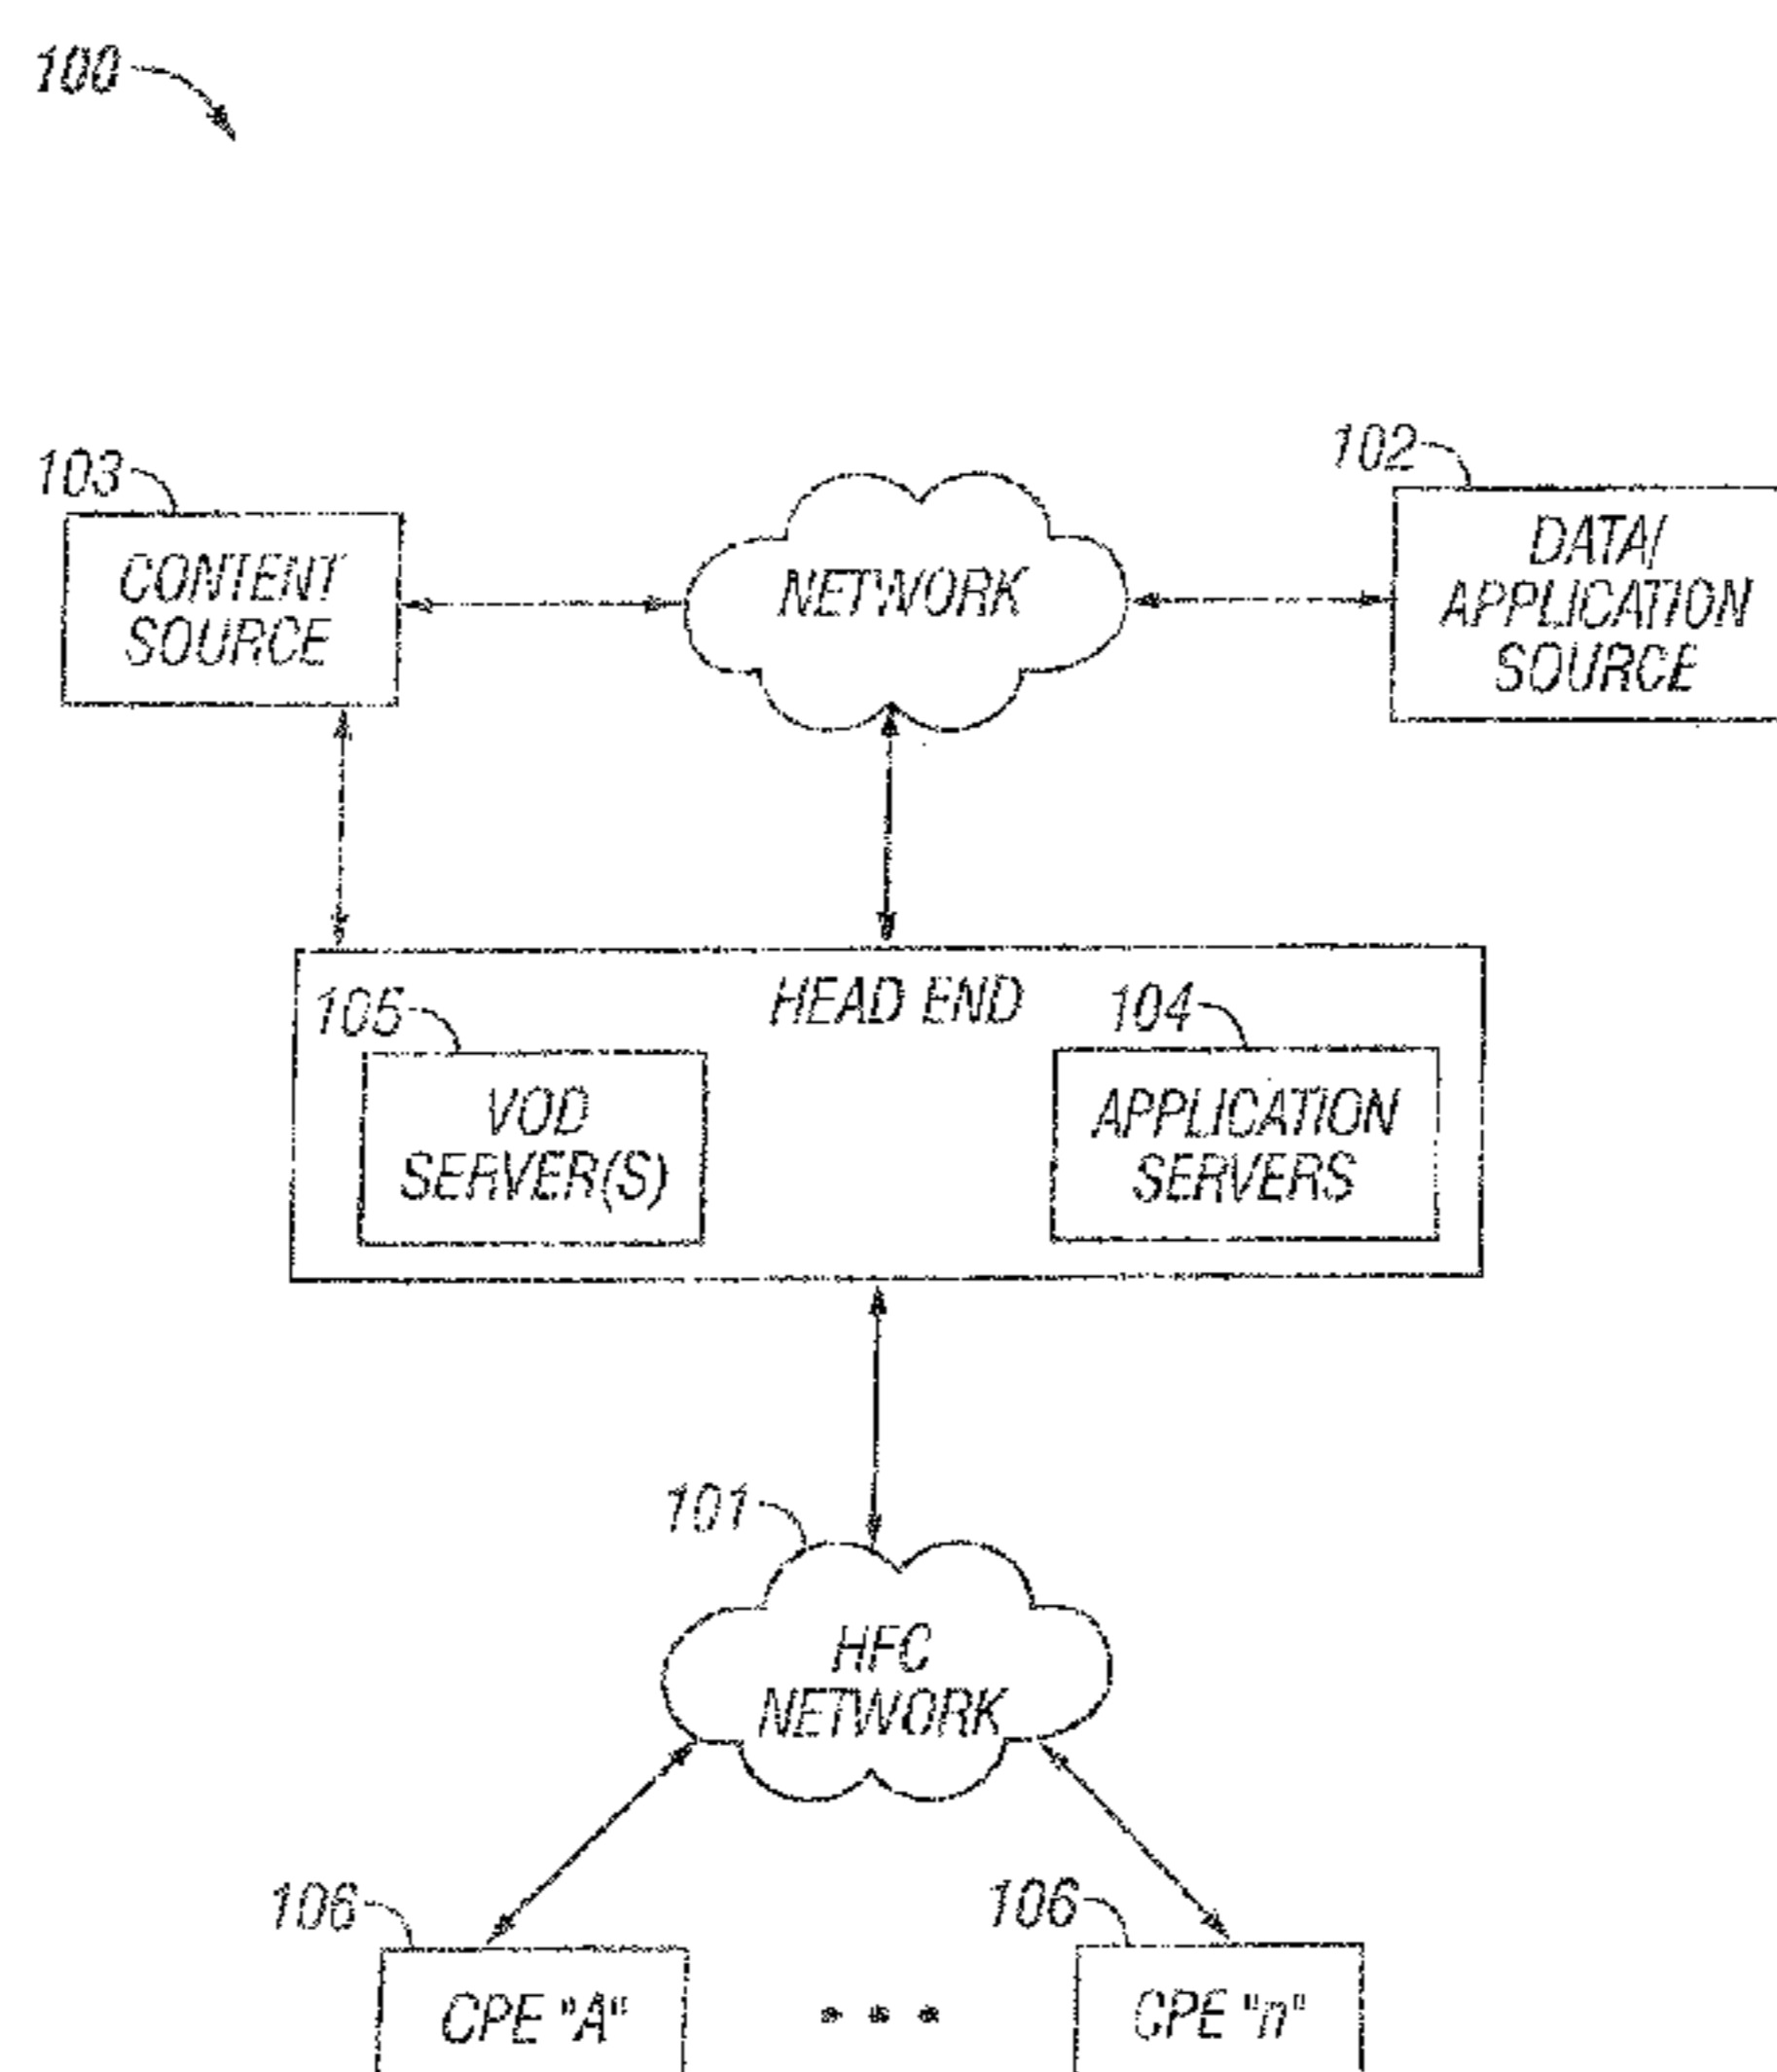 100
103
102
CONTENT
SOURCE
NETWORK
DATA/
APPLICATION
SOURCE
HEAD END
105
104
VOD
SERVER(S)
APPLICATION
SERVERS
101
HFC
NETWORK
106
106
CPE "A"
CPE "n"